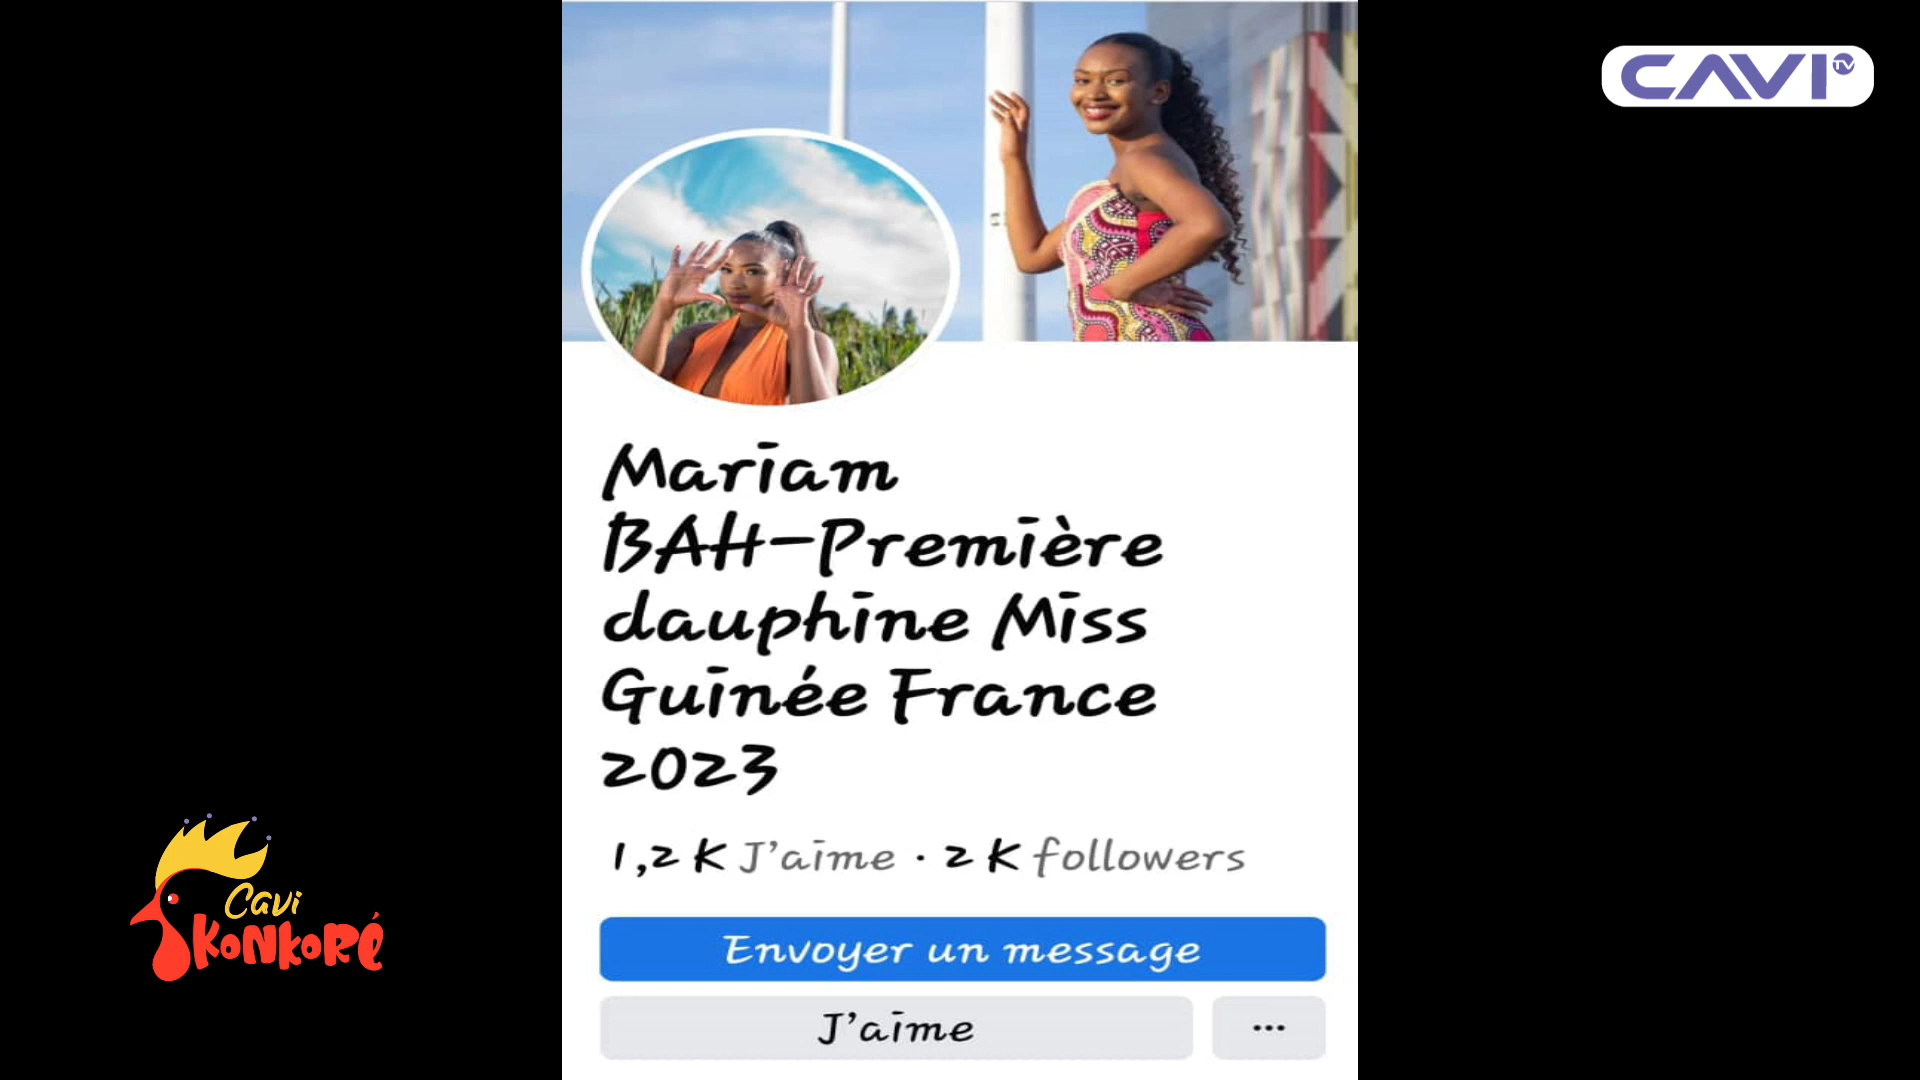 CAVI TV
Mariam
BAH-Première
dauphine Miss
Guinée France
2023
1,2 K J'aime · 2 K followers
Envoyer un message
J'aime
...
Cavi
KONKORÉ